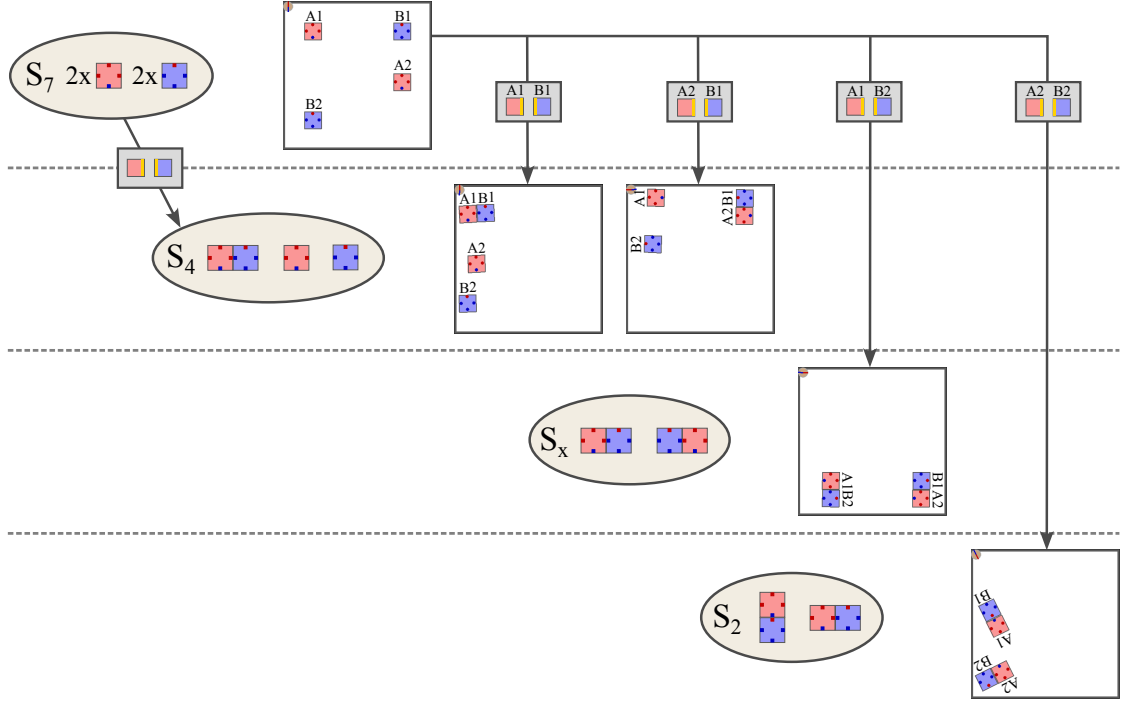 A1 B1
A2
B2
S7 2x 2x
A1 B1
A2 B1
A1 B2
A2 B2
S4
A1B1
A2
B2
A1
A2B1
B2
Sx
A1B2
B1A2
S2
B1
A1
B2
A2